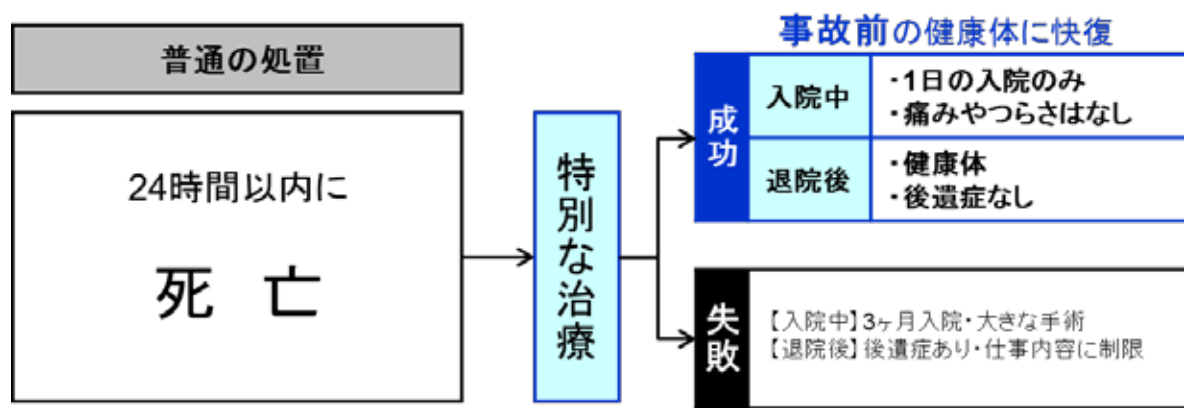 普通の処置
24時間以内に
死 亡
特別な治療
事故前の健康体に快復
成功
入院中
・1日の入院のみ
・痛みやつらさはなし
退院後
・健康体
・後遺症なし
失敗
【入院中】3ヶ月入院・大きな手術
【退院後】後遺症あり・仕事内容に制限